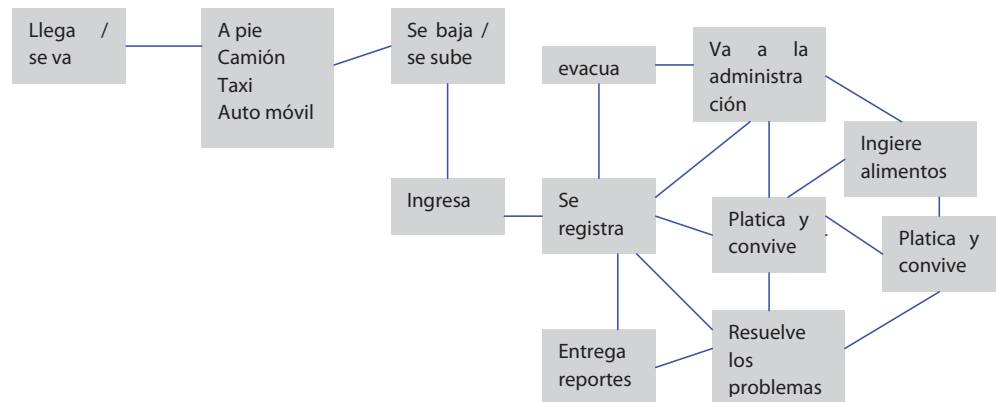 Llega /
se va
A pie
Camión
Taxi
Auto móvil
Se baja /
se sube
evacua
Va a la
administra
ción
Ingiere
alimentos
Ingresa
Se
registra
Platica y
convive
Platica y
convive
Entrega
reportes
Resuelve
los
problemas